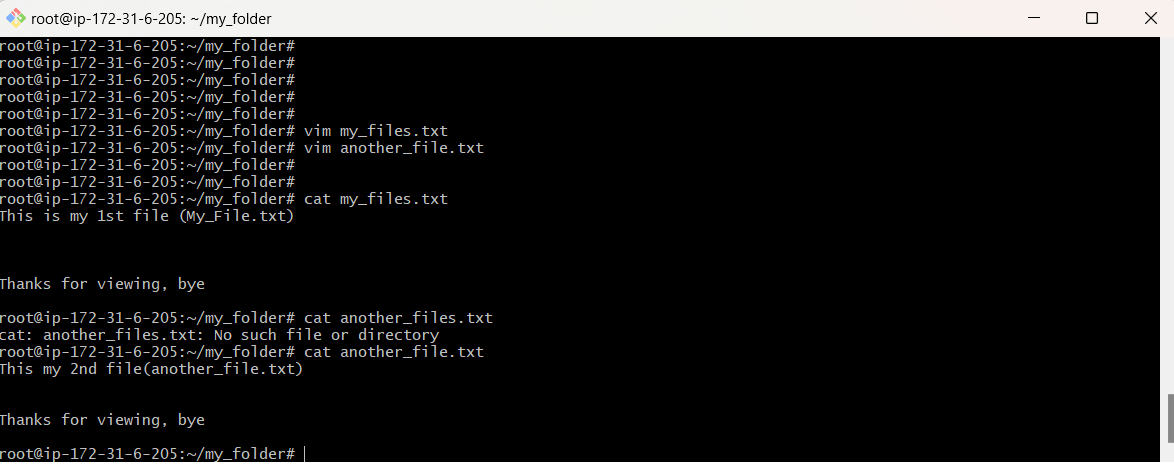 root@ip-172-31-6-205: ~/my_folder
root@ip-172-31-6-205:~/my_folder#
root@ip-172-31-6-205:~/my_folder#
root@ip-172-31-6-205:~/my_folder#
root@ip-172-31-6-205:~/my_folder#
root@ip-172-31-6-205:~/my_folder#
root@ip-172-31-6-205:~/my_folder# vim my_files.txt
root@ip-172-31-6-205:~/my_folder# vim another_file.txt
root@ip-172-31-6-205:~/my_folder#
root@ip-172-31-6-205:~/my_folder#
root@ip-172-31-6-205:~/my_folder# cat my_files.txt
This is my 1st file (My_File.txt)
Thanks for viewing, bye
root@ip-172-31-6-205:~/my_folder# cat another_files.txt
cat: another_files.txt: No such file or directory
root@ip-172-31-6-205:~/my_folder# cat another_file.txt
This my 2nd file(another_file.txt)
Thanks for viewing, bye
root@ip-172-31-6-205:~/my_folder#